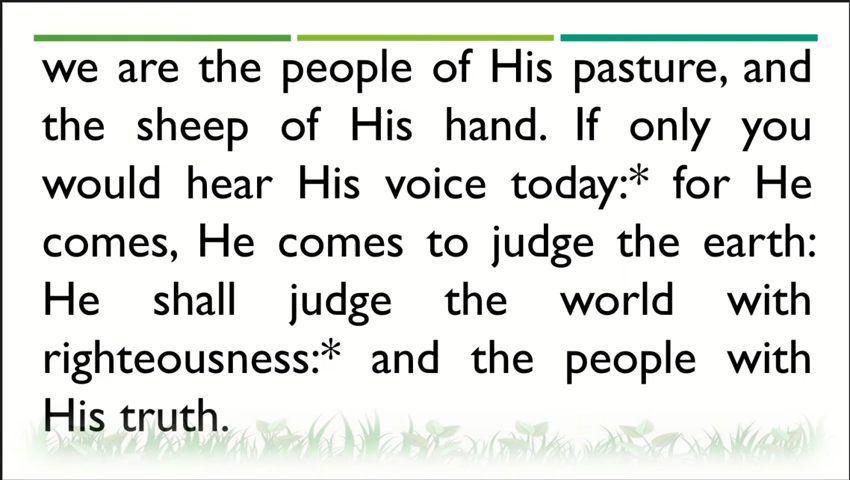 we are the people of His pasture, and
the sheep of His hand. If only you
would hear His voice today:* for He
comes, He comes to judge the earth:
He shall judge the world with
righteousness:* and the people with
His truth.